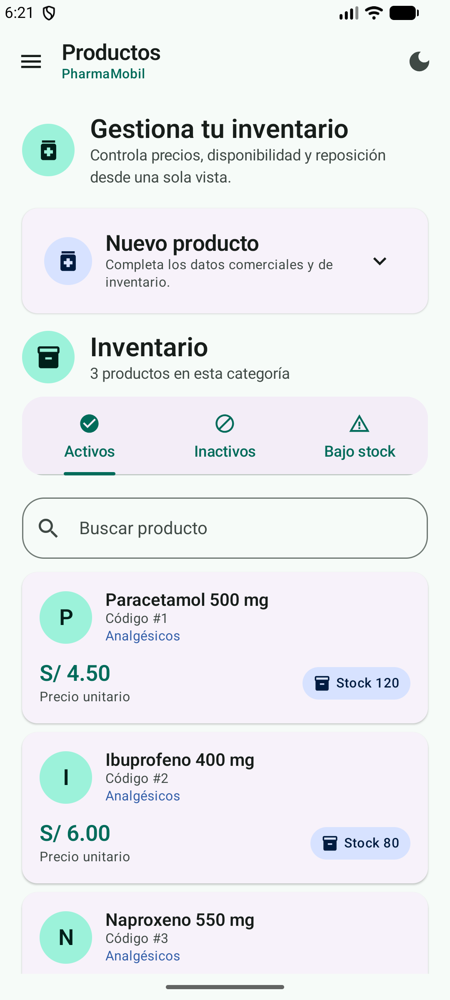 6:21
Productos
PharmaMobil
Gestiona tu inventario
Controla precios, disponibilidad y reposición
desde una sola vista.
Nuevo producto
Completa los datos comerciales y de
inventario.
Inventario
3 productos en esta categoría
Activos
Inactivos
Bajo stock
Buscar producto
P
Paracetamol 500 mg
Código #1
Analgésicos
S/ 4.50
Precio unitario
Stock 120
I
Ibuprofeno 400 mg
Código #2
Analgésicos
S/ 6.00
Precio unitario
Stock 80
N
Naproxeno 550 mg
Código #3
Analgésicos